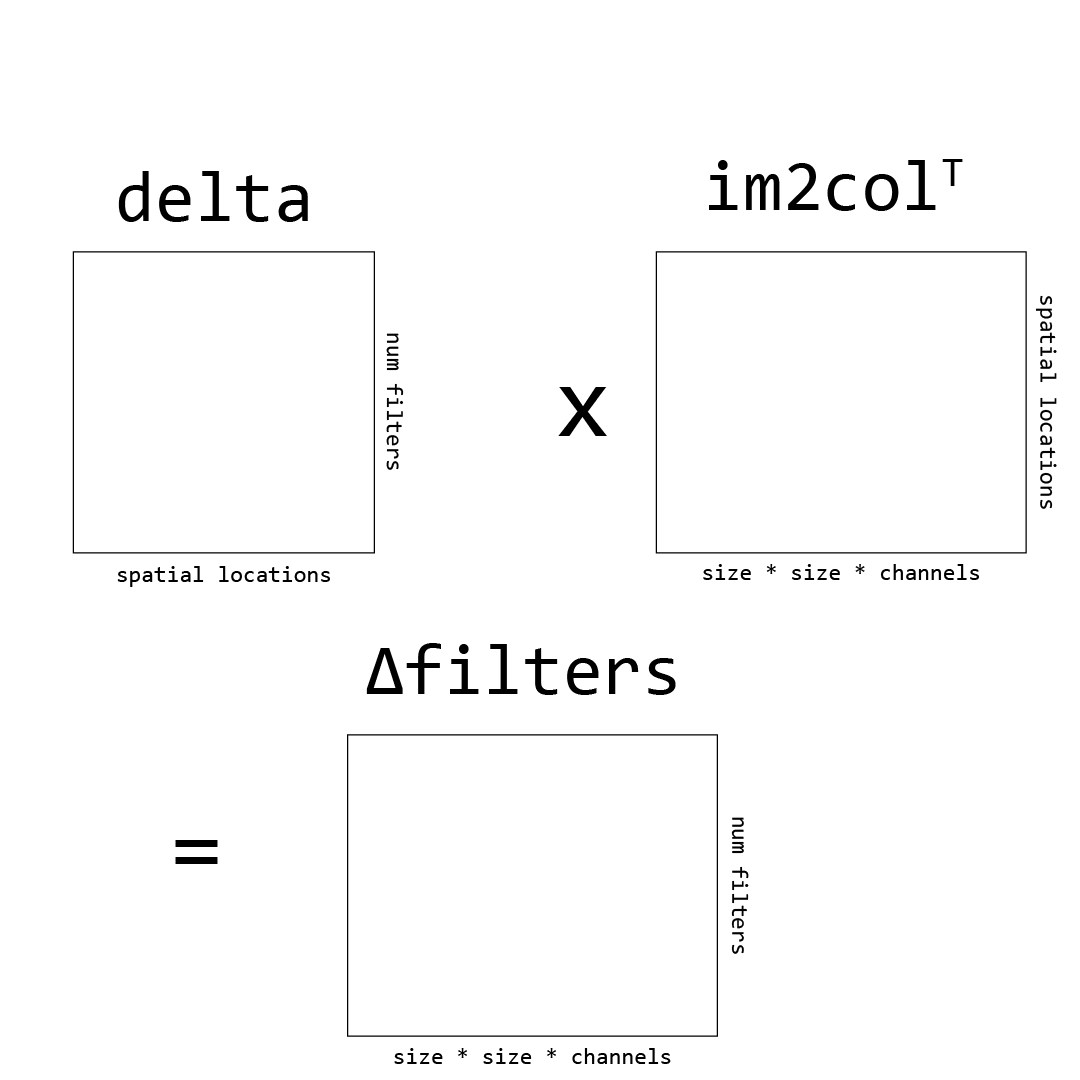 delta
im2colᵀ
num filters
spatial locations
x
spatial locations
size * size * channels
Δfilters
=
num filters
size * size * channels